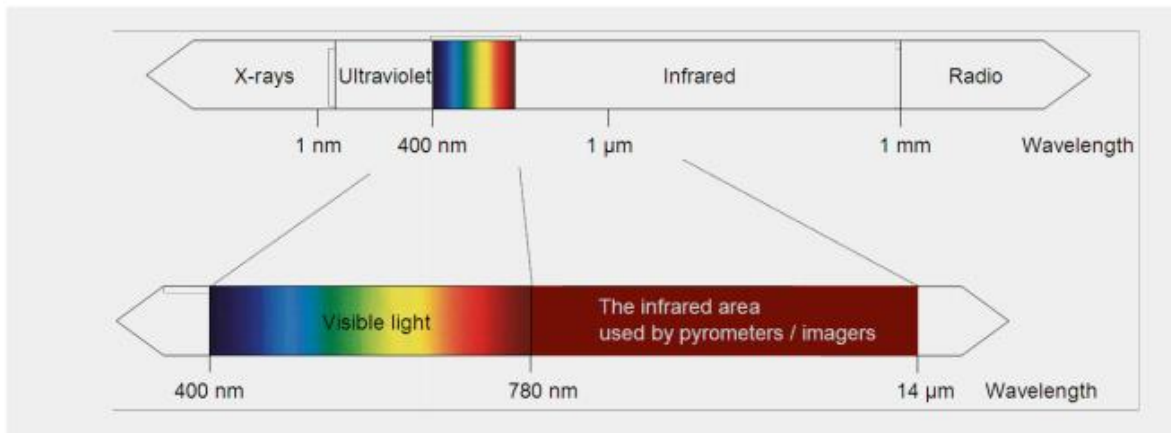 X-rays Ultraviolet Infrared Radio
1 nm 400 nm 1 µm 1 mm Wavelength
Visible light
The infrared area
used by pyrometers / imagers
400 nm 780 nm 14 µm Wavelength